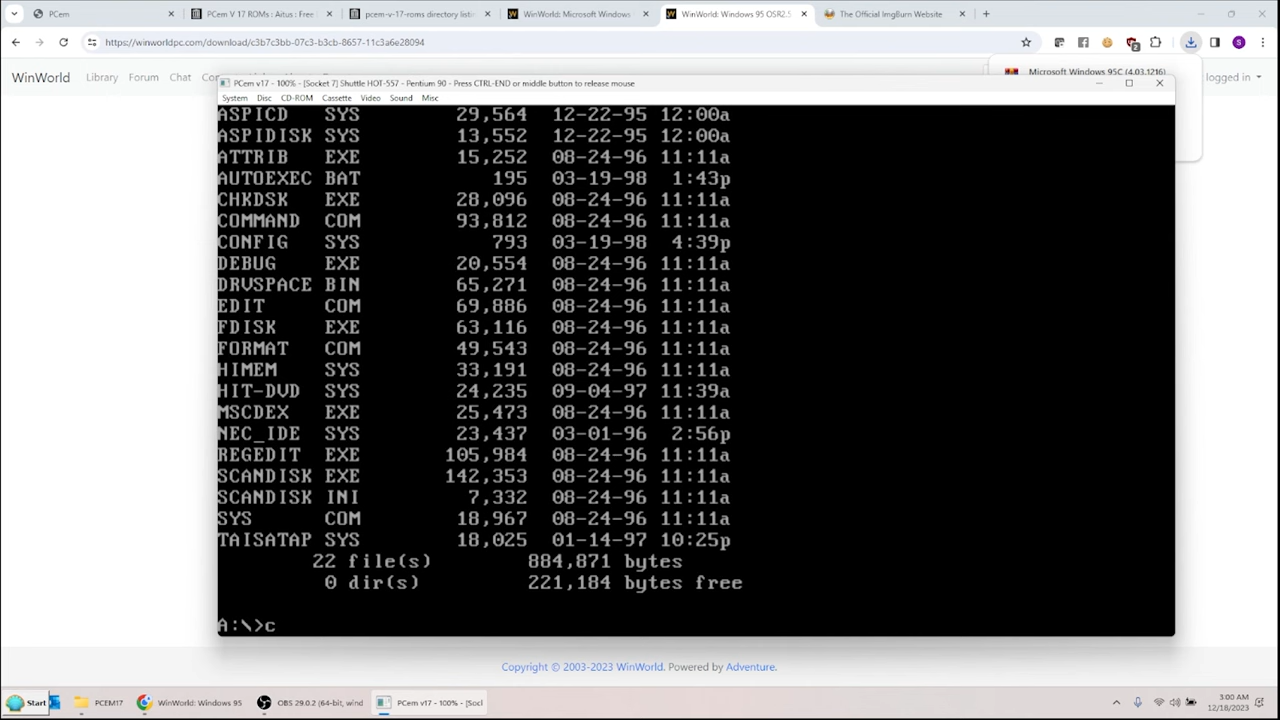 PCem
PCem V 17 ROMs : Aitus : Free
pcem-v-17-roms directory listi
WinWorld: Microsoft Windows
WinWorld: Windows 95 OSR2.5
The Official ImgBurn Website
https://winworldpc.com/download/c3b7c3bb-07c3-b3cb-8657-11c3a6e28094
WinWorld Library Forum Chat Co logged in
Microsoft Windows 95C (4.03.1216)
PCem v17 - 100% - [Socket 7] Shuttle HOT-557 - Pentium 90 - Press CTRL-END or middle button to release mouse
System Disc CD-ROM Cassette Video Sound Misc
ASPICD SYS 29,564 12-22-95 12:00a
ASPIDISK SYS 13,552 12-22-95 12:00a
ATTRIB EXE 15,252 08-24-96 11:11a
AUTOEXEC BAT 195 03-19-98 1:43p
CHKDSK EXE 28,096 08-24-96 11:11a
COMMAND COM 93,812 08-24-96 11:11a
CONFIG SYS 793 03-19-98 4:39p
DEBUG EXE 20,554 08-24-96 11:11a
DRVSPACE BIN 65,271 08-24-96 11:11a
EDIT COM 69,886 08-24-96 11:11a
FDISK EXE 63,116 08-24-96 11:11a
FORMAT COM 49,543 08-24-96 11:11a
HIMEM SYS 33,191 08-24-96 11:11a
HIT-DVD SYS 24,235 09-04-97 11:39a
MSCDEX EXE 25,473 08-24-96 11:11a
NEC_IDE SYS 23,437 03-01-96 2:56p
REGEDIT EXE 105,984 08-24-96 11:11a
SCANDISK EXE 142,353 08-24-96 11:11a
SCANDISK INI 7,332 08-24-96 11:11a
SYS COM 18,967 08-24-96 11:11a
TAISATAP SYS 18,025 01-14-97 10:25p
22 file(s) 884,871 bytes
0 dir(s) 221,184 bytes free
A:\>c
Copyright © 2003-2023 WinWorld. Powered by Adventure.
Start PCEM17 WinWorld: Windows 95 OBS 29.0.2 (64-bit, wind PCem v17 - 100% - [Socl
3:00 AM
12/18/2023